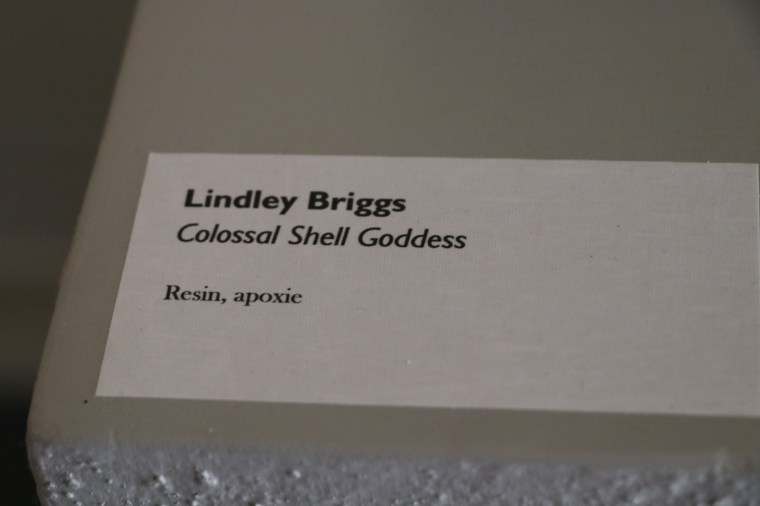 Lindley Briggs
Colossal Shell Goddess
Resin, apoxie